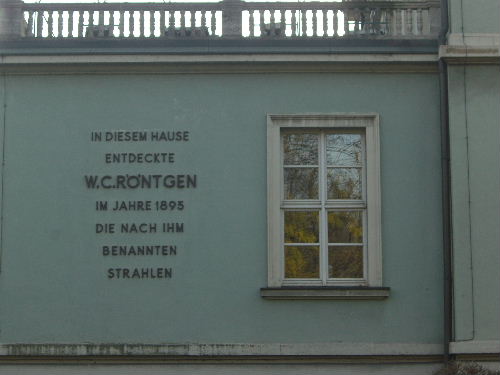 IN DIESEM HAUSE
ENTDECKTE
W.C.RÖNTGEN
IM JAHRE 1895
DIE NACH IHM
BENANNTEN
STRAHLEN